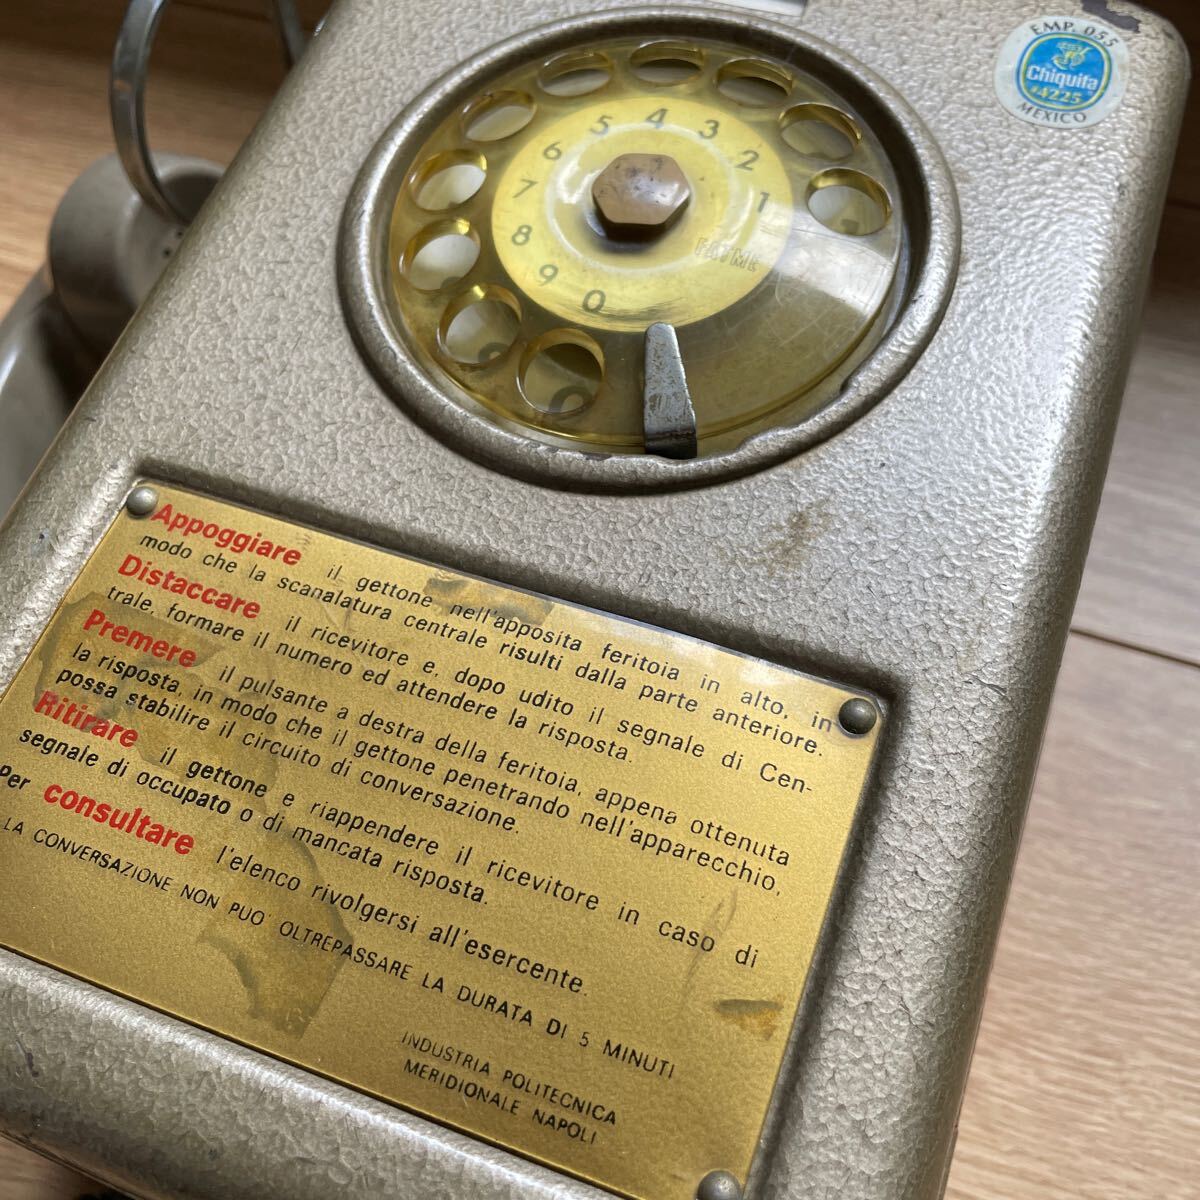 EMP. 055
Chiquita
#4225
MEXICO
1
2
3
4
5
6
7
8
9
0
FATME
Appoggiare il gettone nell'apposita feritoia in alto, in
modo che la scanalatura centrale risulti dalla parte anteriore.
Distaccare il ricevitore e, dopo udito il segnale di Cen-
trale, formare il numero ed attendere la risposta.
Premere il pulsante a destra della feritoia, appena ottenuta
la risposta, in modo che il gettone penetrando nell'apparecchio,
possa stabilire il circuito di conversazione.
Ritirare il gettone e riappendere il ricevitore in caso di
segnale di occupato o di mancata risposta.
Per consultare l'elenco rivolgersi all'esercente.
LA CONVERSAZIONE NON PUO' OLTREPASSARE LA DURATA DI 5 MINUTI
INDUSTRIA POLITECNICA
MERIDIONALE NAPOLI